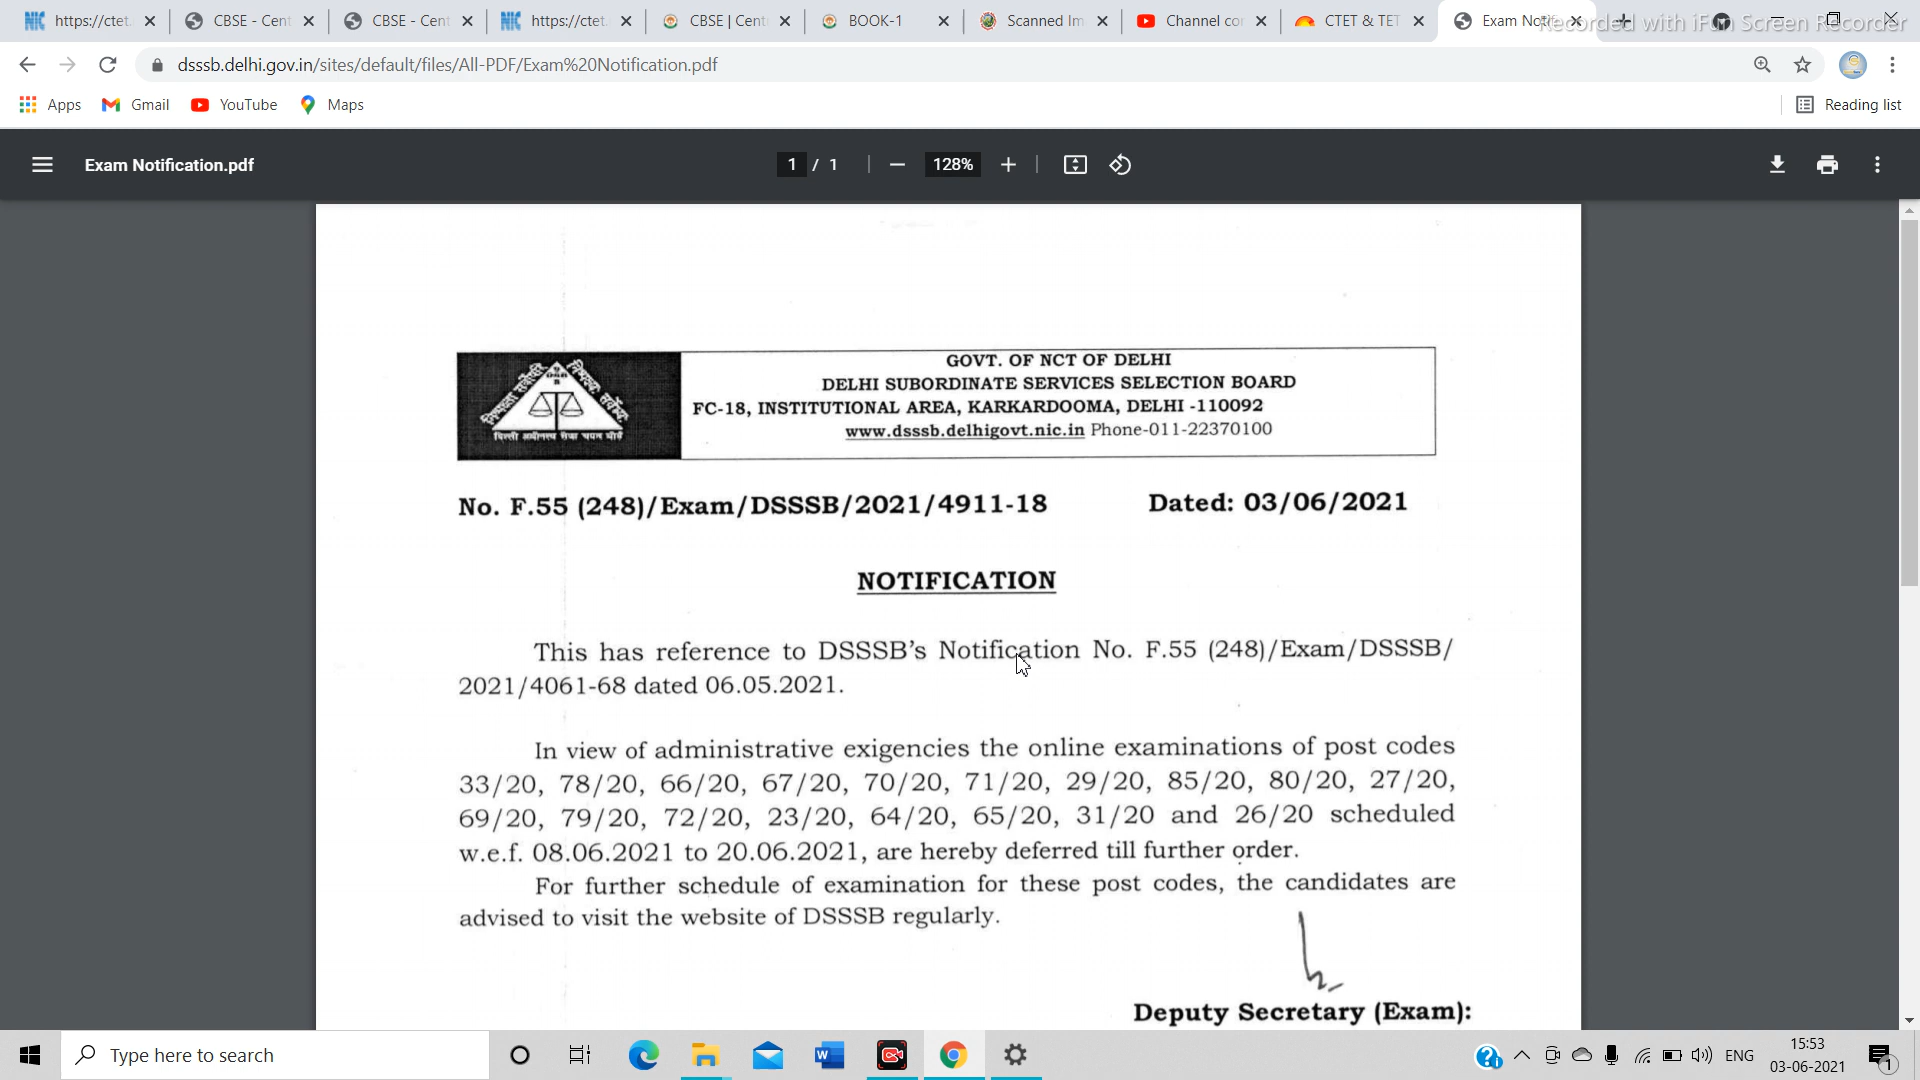 https://ctet.
CBSE - Cent
CBSE - Cent
https://ctet.
CBSE | Cent
BOOK-1
Scanned Im
Channel co
CTET & TET
Exam Notif
Recorded with iFun Screen Recorder
dsssb.delhi.gov.in/sites/default/files/All-PDF/Exam%20Notification.pdf
Apps
Gmail
YouTube
Maps
Reading list
Exam Notification.pdf
1 / 1
128%
GOVT. OF NCT OF DELHI
DELHI SUBORDINATE SERVICES SELECTION BOARD
FC-18, INSTITUTIONAL AREA, KARKARDOOMA, DELHI -110092
www.dsssb.delhigovt.nic.in Phone-011-22370100
No. F.55 (248)/Exam/DSSSB/2021/4911-18 Dated: 03/06/2021
NOTIFICATION
This has reference to DSSSB's Notification No. F.55 (248)/Exam/DSSSB/
2021/4061-68 dated 06.05.2021.
In view of administrative exigencies the online examinations of post codes
33/20, 78/20, 66/20, 67/20, 70/20, 71/20, 29/20, 85/20, 80/20, 27/20,
69/20, 79/20, 72/20, 23/20, 64/20, 65/20, 31/20 and 26/20 scheduled
w.e.f. 08.06.2021 to 20.06.2021, are hereby deferred till further order.
For further schedule of examination for these post codes, the candidates are
advised to visit the website of DSSSB regularly.
Deputy Secretary (Exam):
Type here to search
ENG
15:53
03-06-2021
1